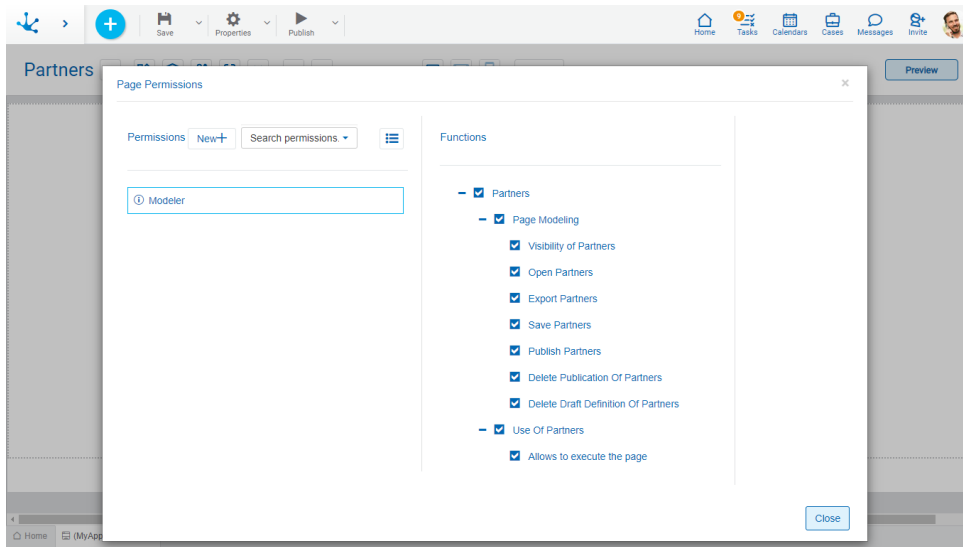 Save
Properties
Publish
Home
9
Tasks
Calendars
Cases
Messages
Invite
Partners
Preview
Page Permissions
×
Permissions
New+
Search permissions.
Modeler
Functions
Partners
Page Modeling
Visibility of Partners
Open Partners
Export Partners
Save Partners
Publish Partners
Delete Publication Of Partners
Delete Draft Definition Of Partners
Use Of Partners
Allows to execute the page
Close
Home
(MyApp